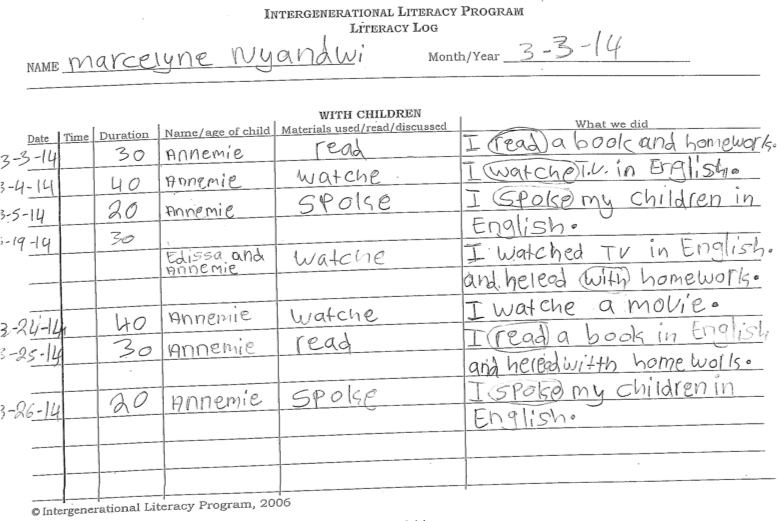 INTERGENERATIONAL LITERACY PROGRAM
LITERACY LOG
NAME marcelyne Nyandwi Month/Year 3-3-14
WITH CHILDREN
Date Time Duration Name/age of child Materials used/read/discussed What we did
3-3-14 30 Annemie read I read a book and homework.
3-4-14 40 Annemie watche I watche T.V. in English.
3-5-14 20 Annemie Spoke I Spoke my children in
English.
-19-14 30
Edissa and watche I watched TV in English.
Annemie and heleed with homework.
3-24-14 40 Annemie watche I watche a movie.
3-25-14 30 Annemie read I read a book in English
and heleed witth home work.
3-26-14 20 Annemie Spoke I spoke my children in
English.
© Intergenerational Literacy Program, 2006